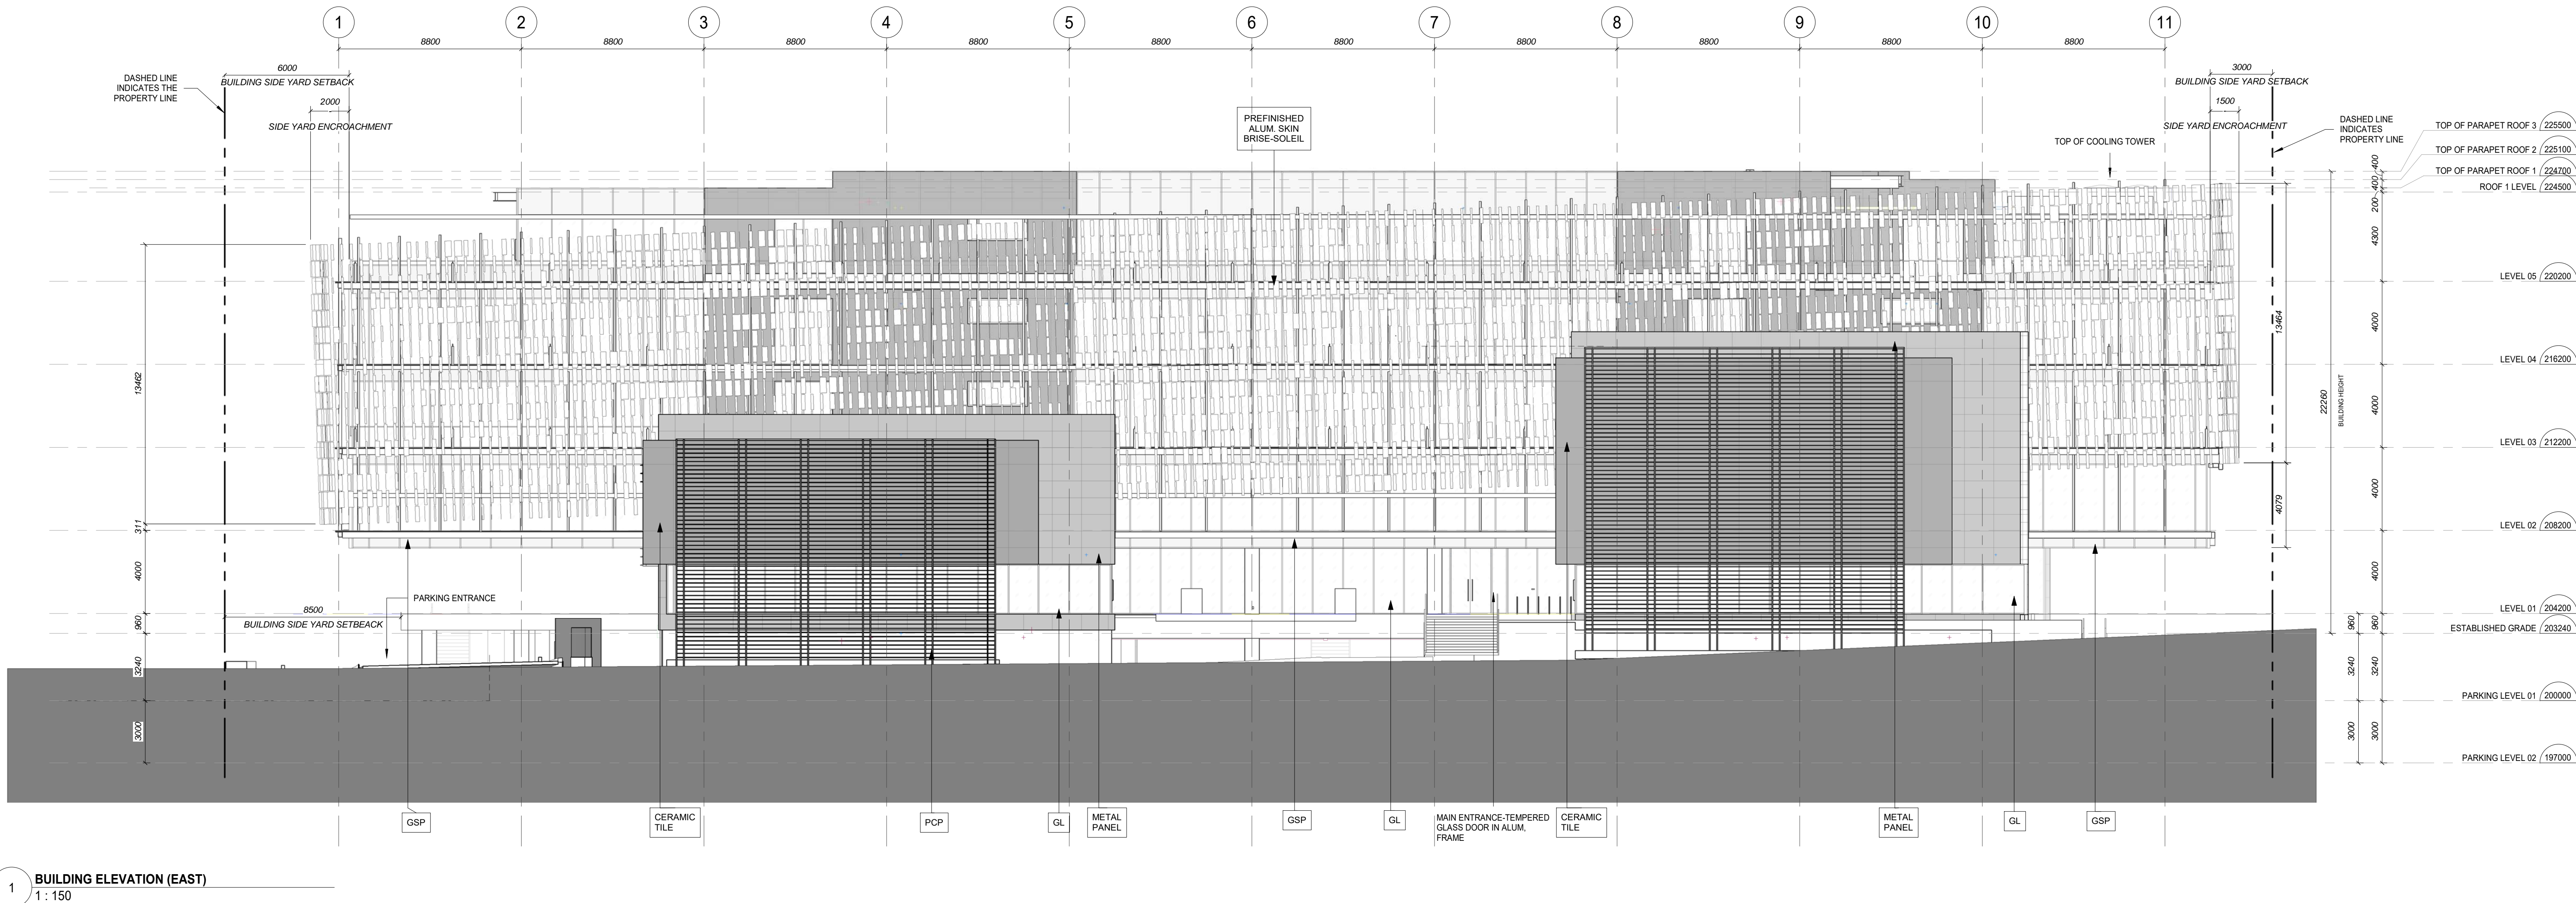 1 2 3 4 5 6 7 8 9 10 11
8800 8800 8800 8800 8800 8800 8800 8800 8800 8800
6000
BUILDING SIDE YARD SETBACK
3000
BUILDING SIDE YARD SETBACK
DASHED LINE
INDICATES THE
PROPERTY LINE
2000
SIDE YARD ENCROACHMENT
1500
SIDE YARD ENCROACHMENT
PREFINISHED
ALUM. SKIN
BRISE-SOLEIL
TOP OF COOLING TOWER
DASHED LINE
INDICATES
PROPERTY LINE
TOP OF PARAPET ROOF 3 225500
TOP OF PARAPET ROOF 2 225100
TOP OF PARAPET ROOF 1 224700
ROOF 1 LEVEL 224500
LEVEL 05 220200
LEVEL 04 216200
LEVEL 03 212200
LEVEL 02 208200
LEVEL 01 204200
ESTABLISHED GRADE 203240
PARKING LEVEL 01 200000
PARKING LEVEL 02 197000
13462
311
4000
960
3240
3000
13464
4079
22260
BUILDING HEIGHT
960
3240
3000
400
400
200
4300
4000
4000
4000
4000
960
3240
3000
PARKING ENTRANCE
8500
BUILDING SIDE YARD SETBEACK
GSP
CERAMIC
TILE
PCP
GL
METAL
PANEL
GSP
GL
MAIN ENTRANCE-TEMPERED
GLASS DOOR IN ALUM,
FRAME
CERAMIC
TILE
METAL
PANEL
GL
GSP
1 BUILDING ELEVATION (EAST)
1 : 150